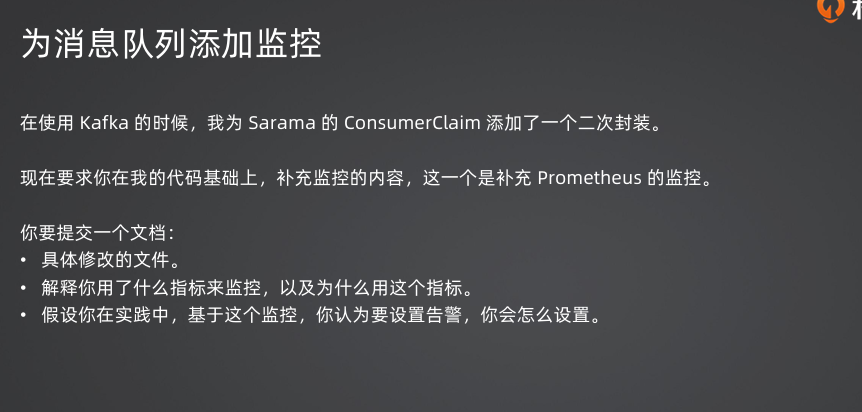 为消息队列添加监控
在使用 Kafka 的时候，我为 Sarama 的 ConsumerClaim 添加了一个二次封装。
现在要求你在我的代码基础上，补充监控的内容，这一个是补充 Prometheus 的监控。
你要提交一个文档：
• 具体修改的文件。
• 解释你用了什么指标来监控，以及为什么用这个指标。
• 假设你在实践中，基于这个监控，你认为要设置告警，你会怎么设置。